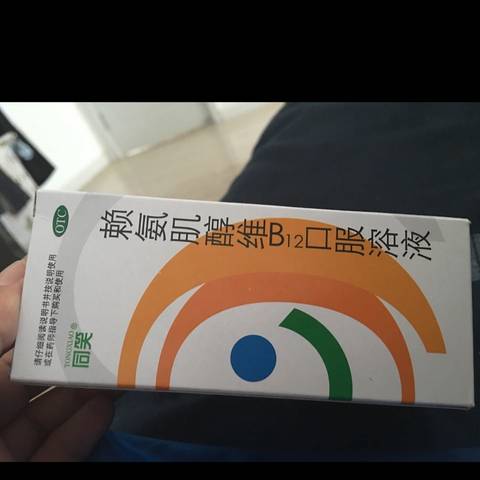 OTC
赖氨肌醇维B12口服溶液
请仔细阅读说明书并按说明使用
或在药师指导下购买和使用
TONGXIAO®
同笑